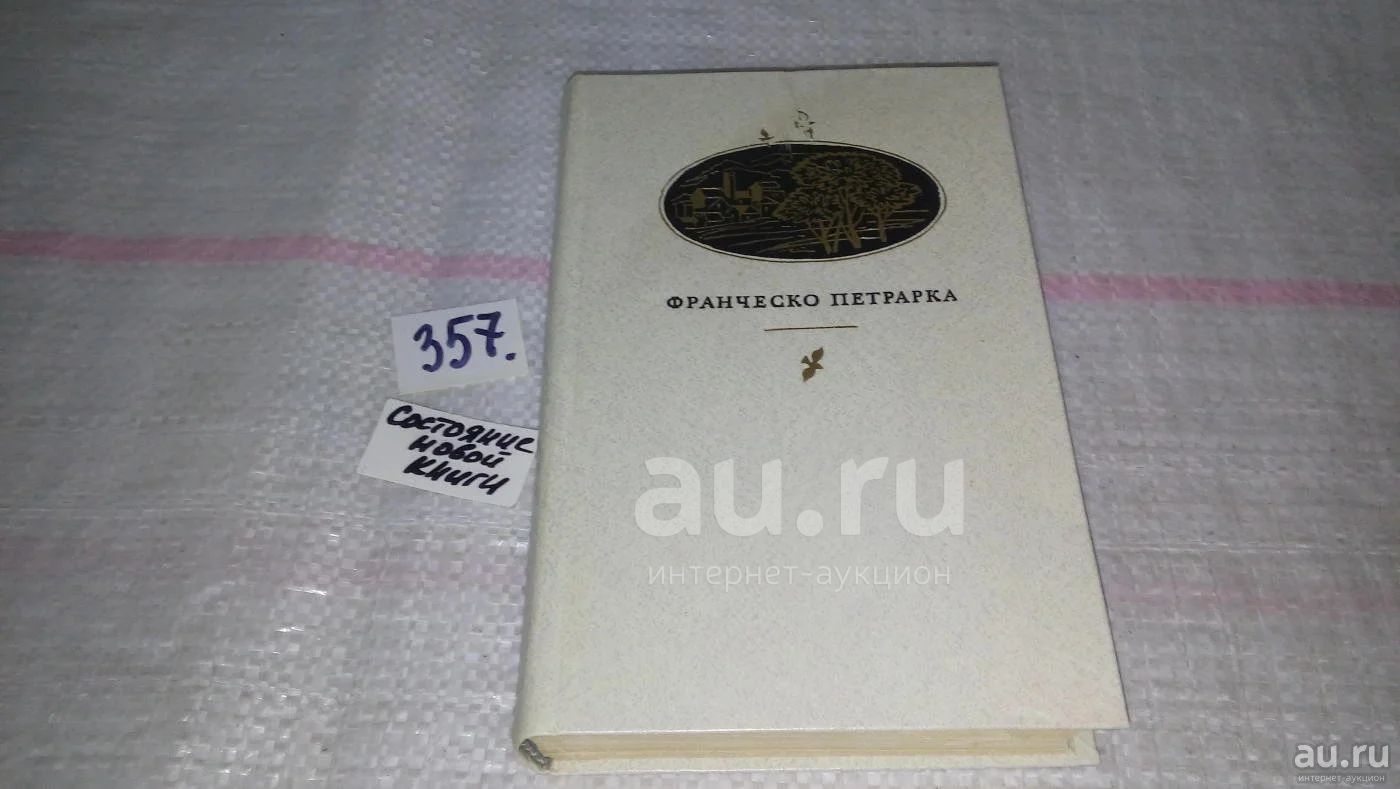 ФРАНЧЕСКО ПЕТРАРКА
357.
Состояние
новой
книги
au.ru
интернет-аукцион
au.ru
интернет-аукцион